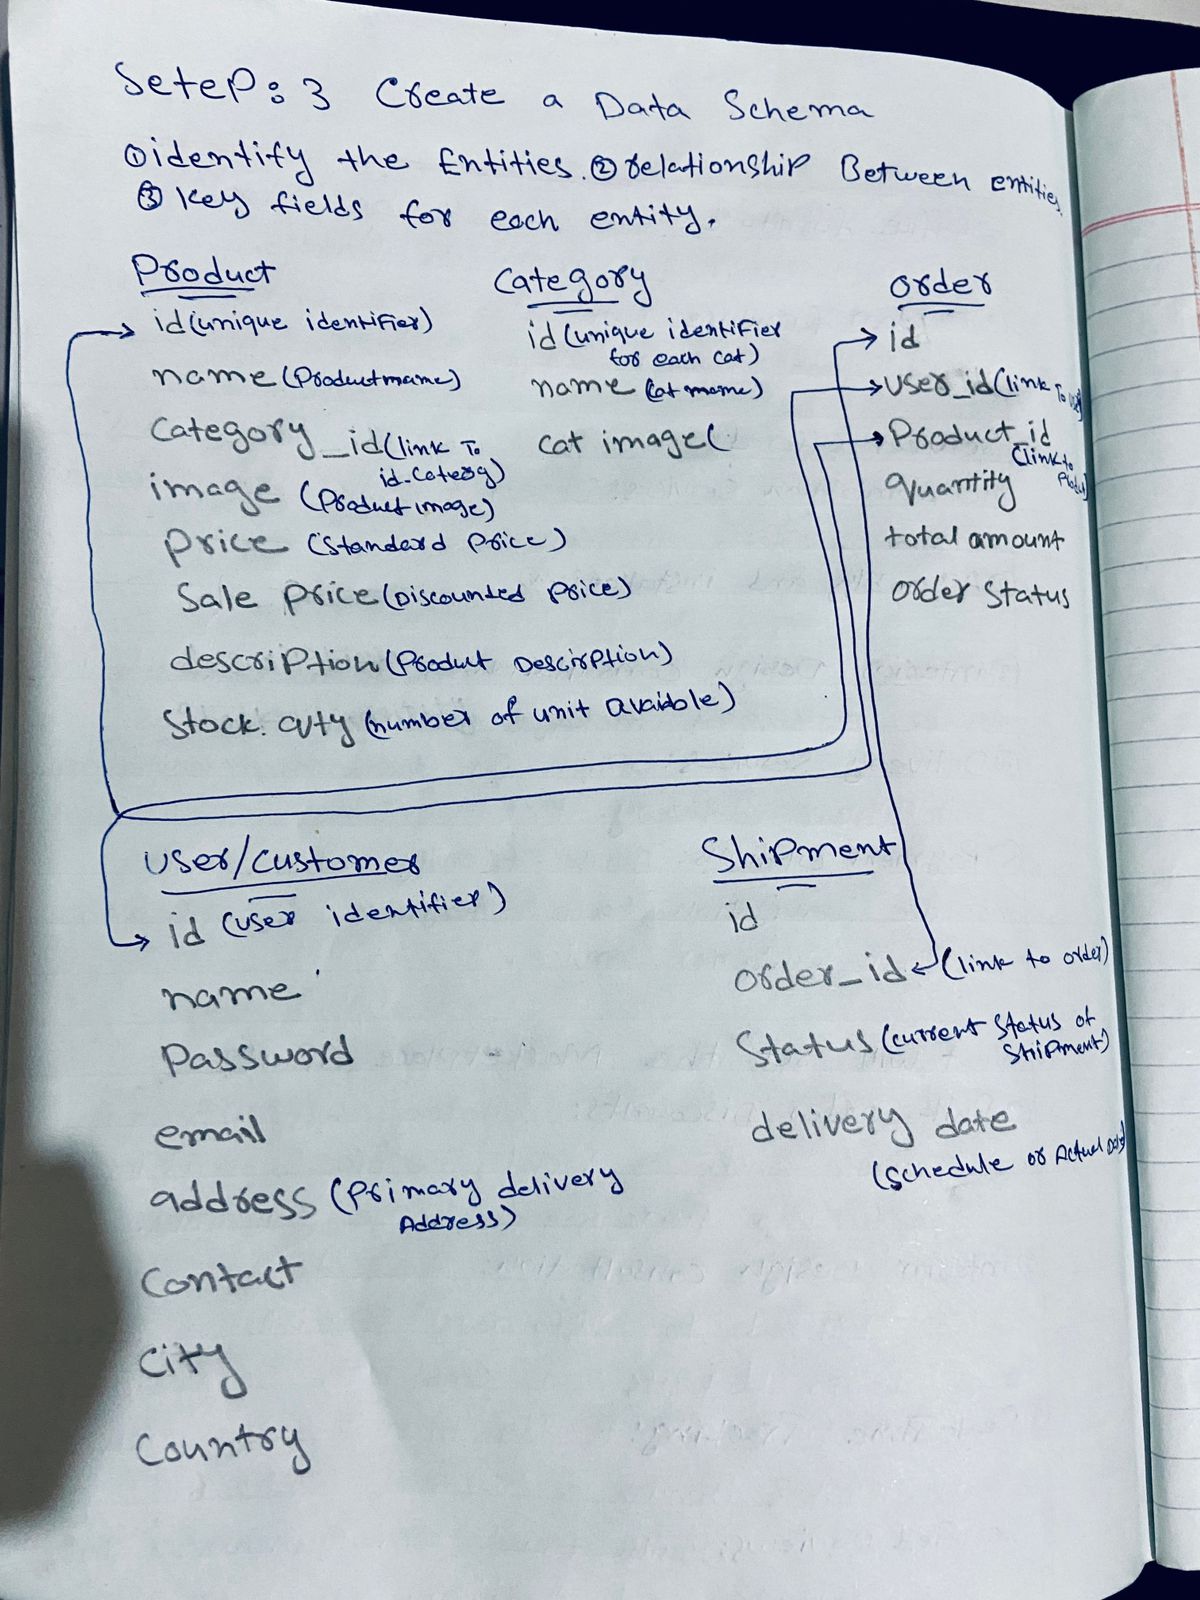 SeteP: 3 Create a Data Schema
① identify the Entities. ② relationship Between entities.
③ Key fields for each entity.
Product
id (unique identifier)
name (Product name)
Category_id (link To
id-Caterg)
image (Product image)
Price (Standard Price)
Sale Price (Discounted Price)
description (Product Descirption)
Stock. Qvty (number of unit avaible)
Category
id (unique identifier
for each cat)
name (cat name)
cat image (
order
id
user_id (link To user)
Product_id
(link to
Product)
quantity
total amount
order Status
User/Customer
id (user identifier)
name
Password
email
address (Primary delivery
Address)
Contact
City
Country
Shipment
id
order_id (link to order)
Status (current Status of
Shipment)
delivery date
(schedule or Actual Date)